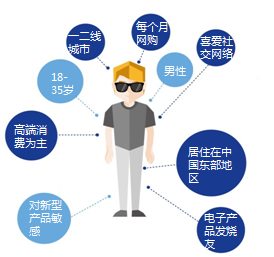 一二线
城市
每个月
网购
喜爱社
交网络
18-
35岁
男性
高端消
费为主
居住在中
国东部地
区
对新型
产品敏
感
电子产
品发烧
友